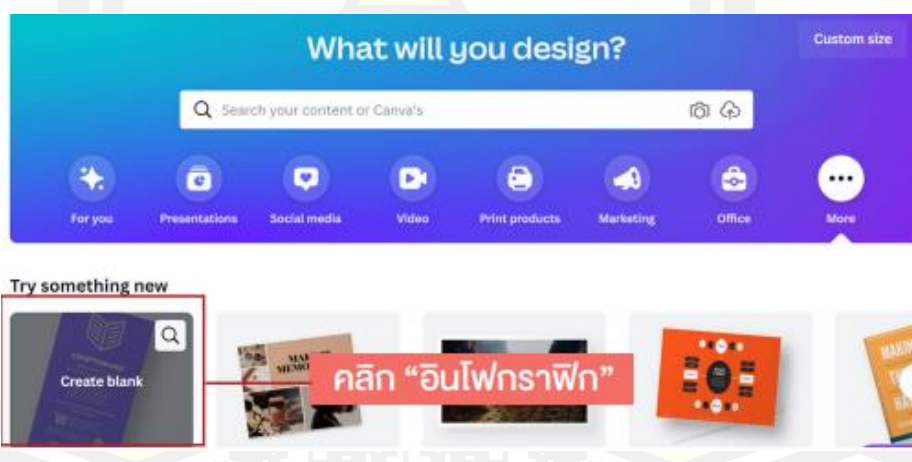 What will you design?
Custom size
Search your content or Canva's
For you
Presentations
Social media
Video
Print products
Marketing
Office
More
Try something new
Create blank
คลิก “อินโฟกราฟิก”